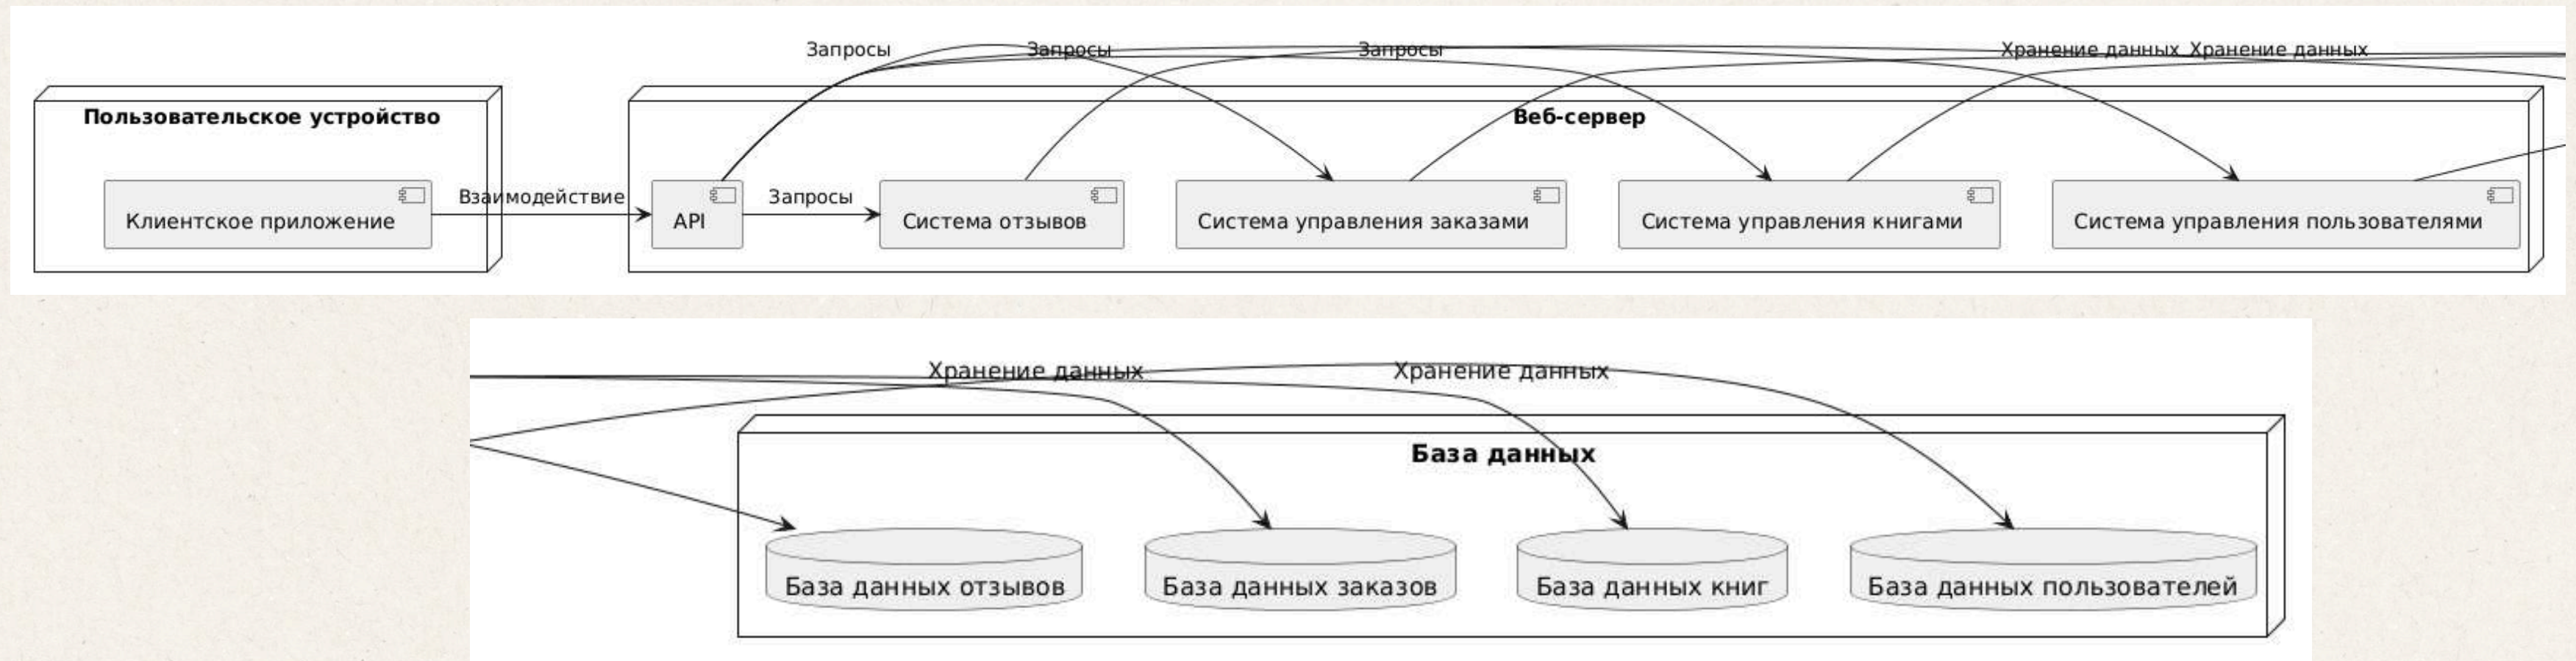 Запросы
Запросы
Запросы
Хранение данных
Хранение данных
Пользовательское устройство
Веб-сервер
Клиентское приложение
Взаимодействие
API
Запросы
Система отзывов
Система управления заказами
Система управления книгами
Система управления пользователями
Хранение данных
Хранение данных
База данных
База данных отзывов
База данных заказов
База данных книг
База данных пользователей